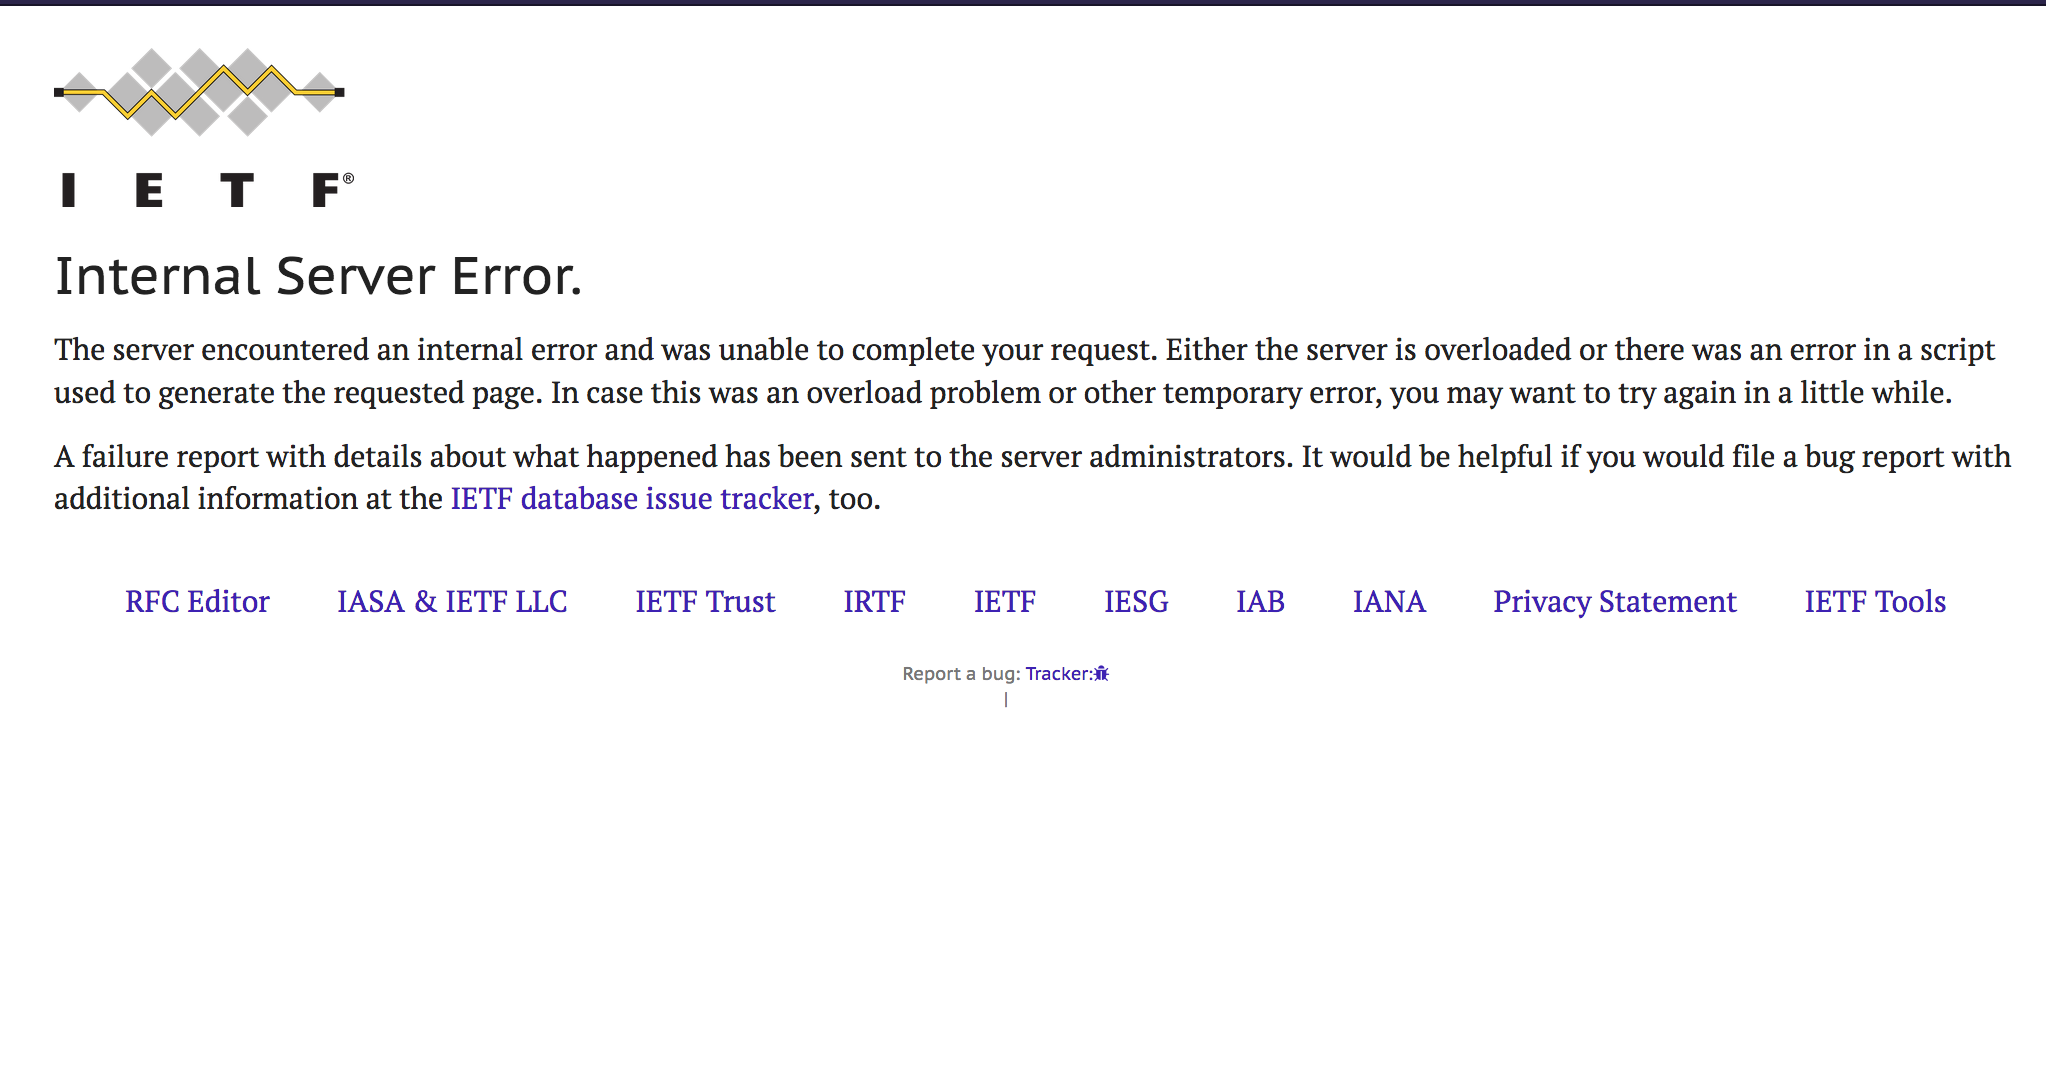 I E T F®
Internal Server Error.
The server encountered an internal error and was unable to complete your request. Either the server is overloaded or there was an error in a script
used to generate the requested page. In case this was an overload problem or other temporary error, you may want to try again in a little while.
A failure report with details about what happened has been sent to the server administrators. It would be helpful if you would file a bug report with
additional information at the IETF database issue tracker, too.
RFC Editor IASA & IETF LLC IETF Trust IRTF IETF IESG IAB IANA Privacy Statement IETF Tools
Report a bug: Tracker:
|